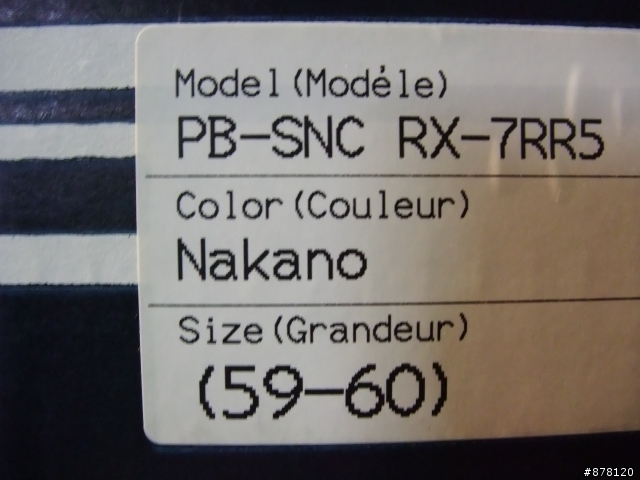 Model(Modéle)
PB-SNC RX-7RR5
Color(Couleur)
Nakano
Size(Grandeur)
(59-60)
#878120